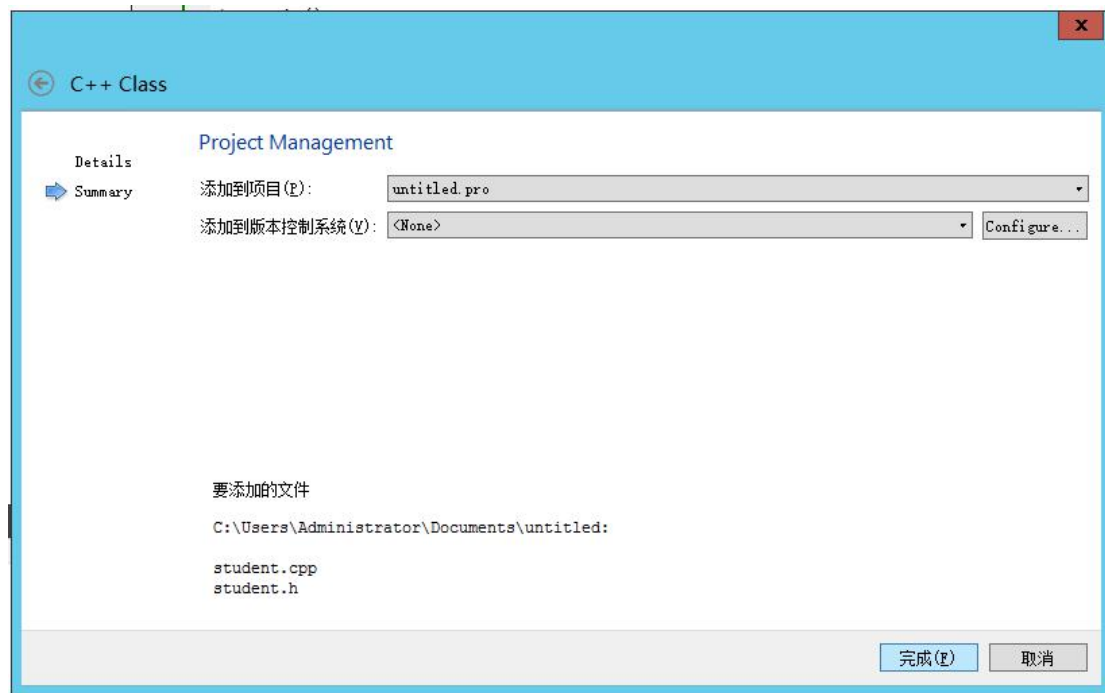 C++ Class
Details
Summary
Project Management
添加到项目(P):
untitled.pro
添加到版本控制系统(V):
<None>
Configure...
要添加的文件
C:\Users\Administrator\Documents\untitled:
student.cpp
student.h
完成(F)
取消